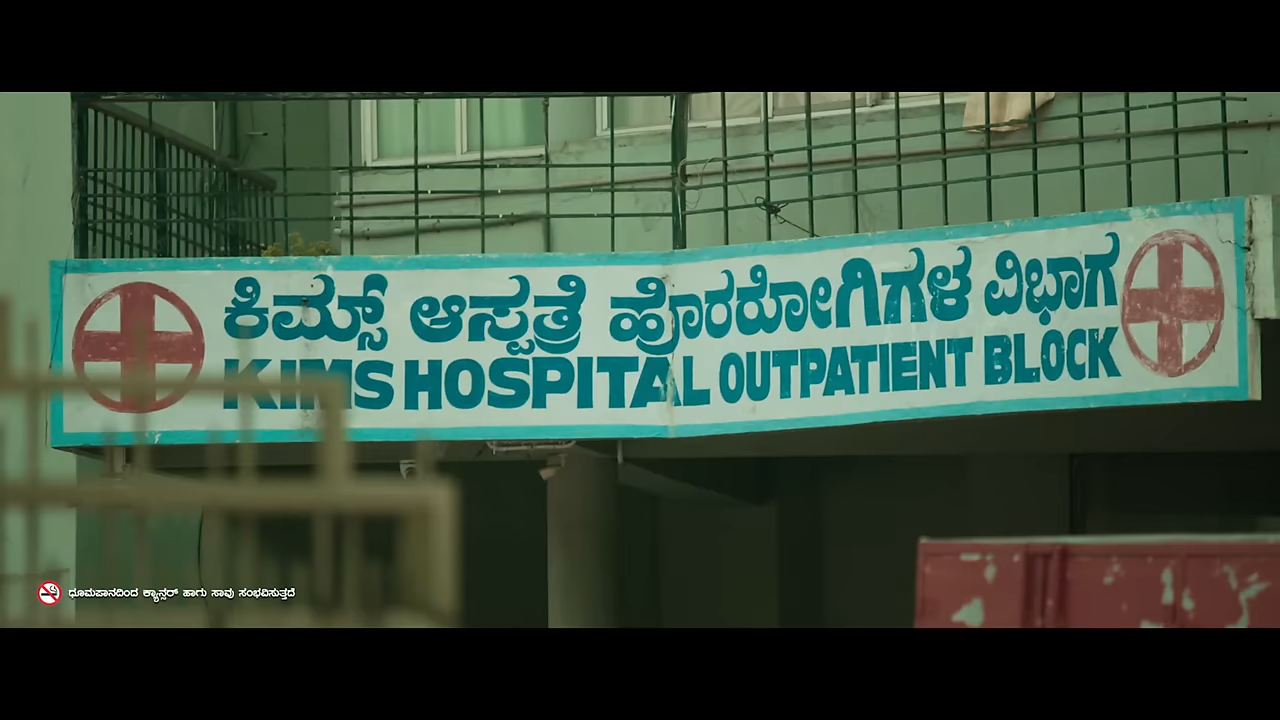 ಕಿಮ್ಸ್ ಆಸ್ಪತ್ರೆ ಹೊರರೋಗಿಗಳ ವಿಭಾಗ
KIMS HOSPITAL OUTPATIENT BLOCK
ಧೂಮಪಾನದಿಂದ ಕ್ಯಾನ್ಸರ್ ಹಾಗು ಸಾವು ಸಂಭವಿಸುತ್ತದೆ